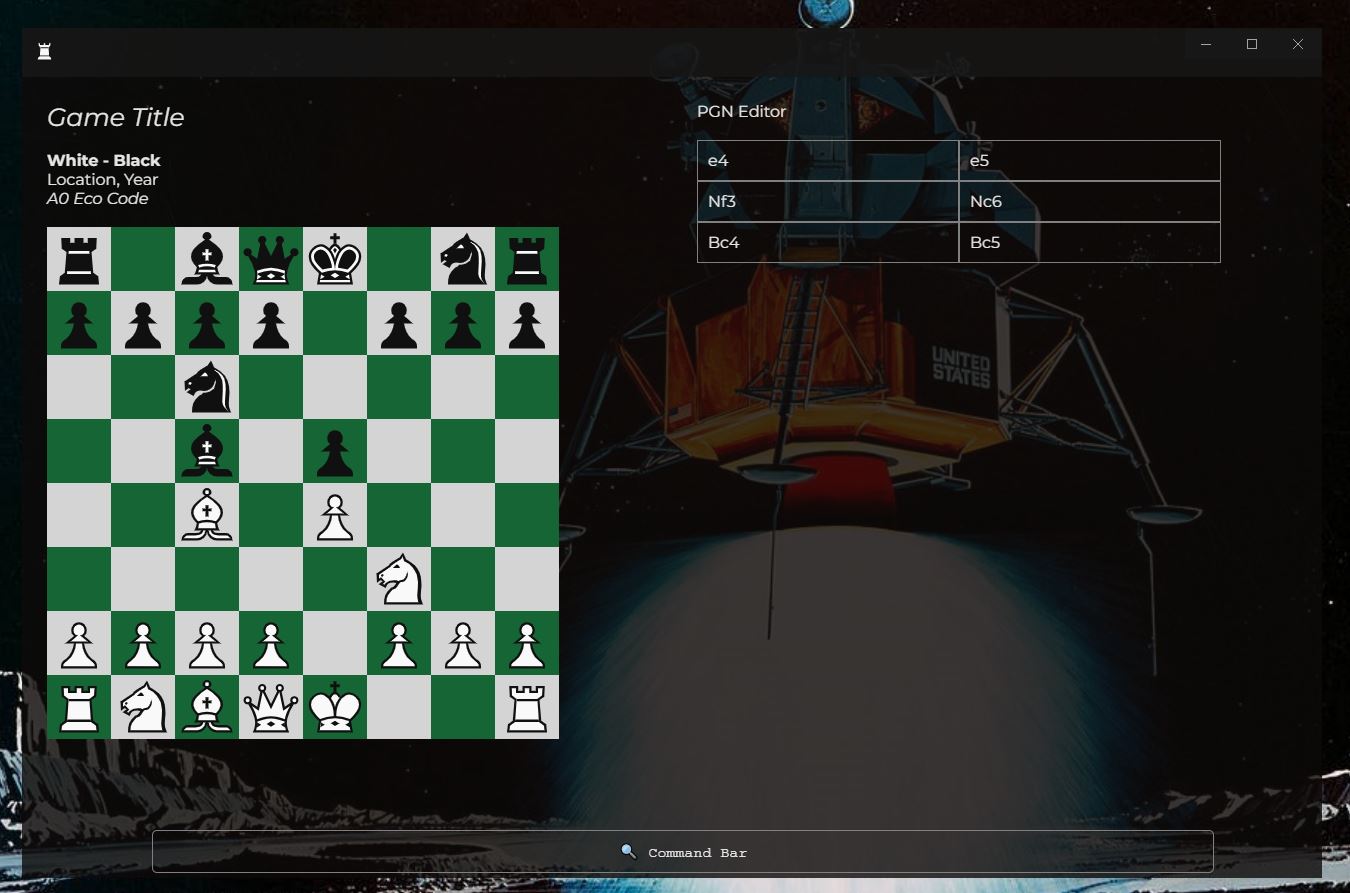 Game Title
White - Black
Location, Year
A0 Eco Code
PGN Editor
e4 e5
Nf3 Nc6
Bc4 Bc5
UNITED
STATES
Command Bar